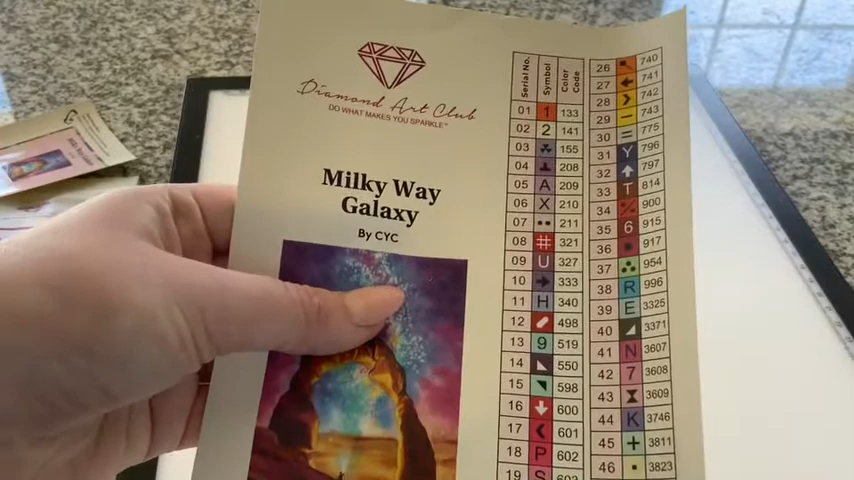 Diamond Art Club
DO WHAT MAKES YOU SPARKLE™
Milky Way
Galaxy
By CYC
Serial No. Symbol Color Code
01 1 133
02 2 141
03 155
04 208
05 A 209
06 X 210
07 •• 211
08 # 321
09 U 327
10 → 333
11 H 340
12 498
13 9 519
14 550
15 598
16 ↓ 600
17 ❮ 601
18 P 602
19 S
26 740
27 ← 741
28 ❯ 742
29 − 743
30 = 775
31 Y 796
32 ↑ 797
T 814
34 % 900
35 6 915
36 917
37 954
38 R 996
39 E 3325
40 3371
41 N 3607
42 7 3608
43 3609
K 3746
45 + 3811
46 • 3823